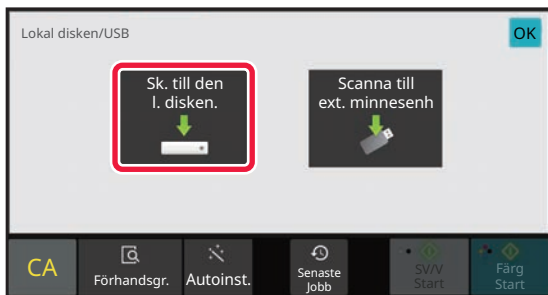 Lokal disken/USB
OK
Sk. till den
l. disken.
Scanna till
ext. minnesenh
CA
Förhandsgr.
Autoinst.
Senaste
Jobb
SV/V
Start
Färg
Start